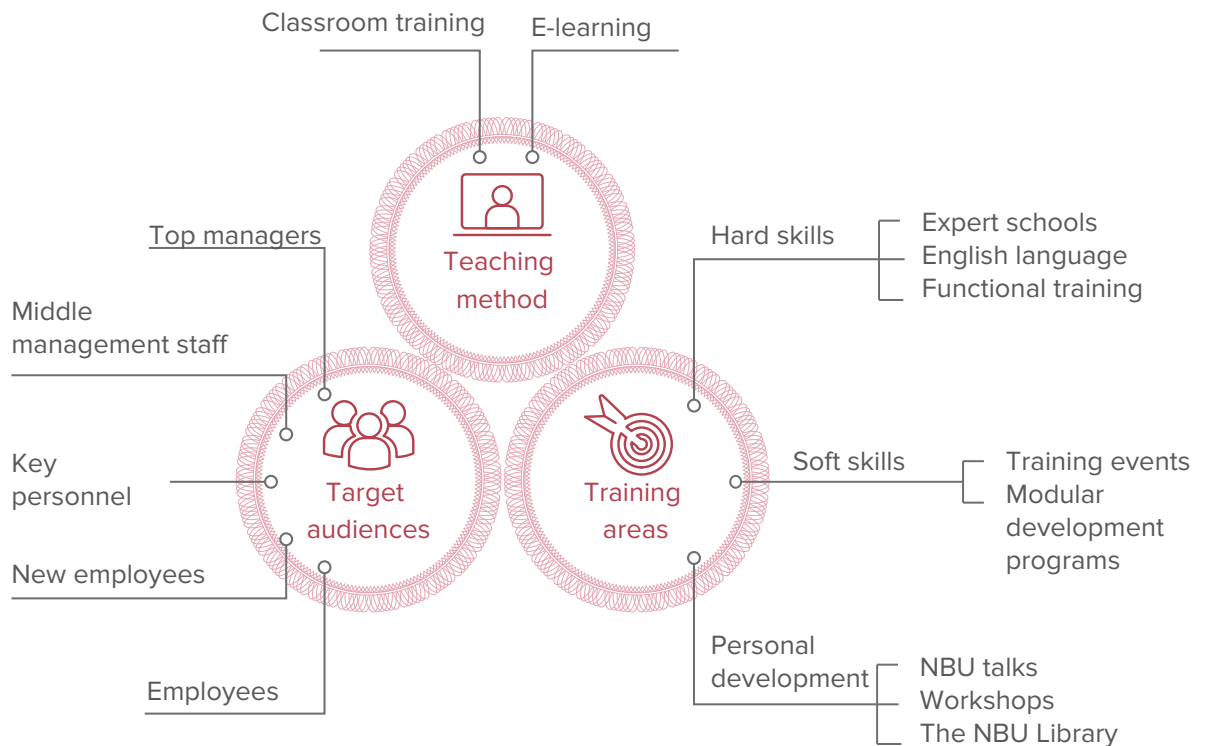 Classroom training
E-learning
Teaching
method
Top managers
Middle
management staff
Key
personnel
New employees
Employees
Target
audiences
Training
areas
Hard skills
Expert schools
English language
Functional training
Soft skills
Training events
Modular
development
programs
Personal
development
NBU talks
Workshops
The NBU Library